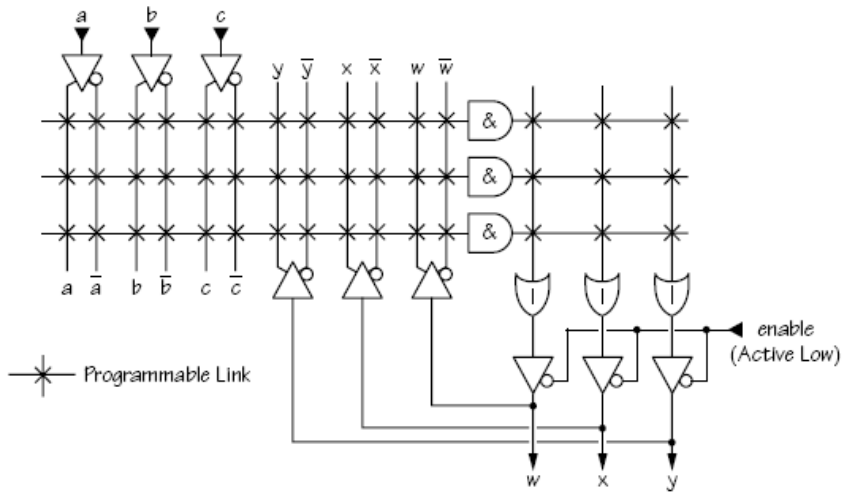 a b c
y y̅ x x̅ w w̅
&
&
&
a a̅ b b̅ c c̅
| | |
enable
(Active Low)
Programmable Link
w x y